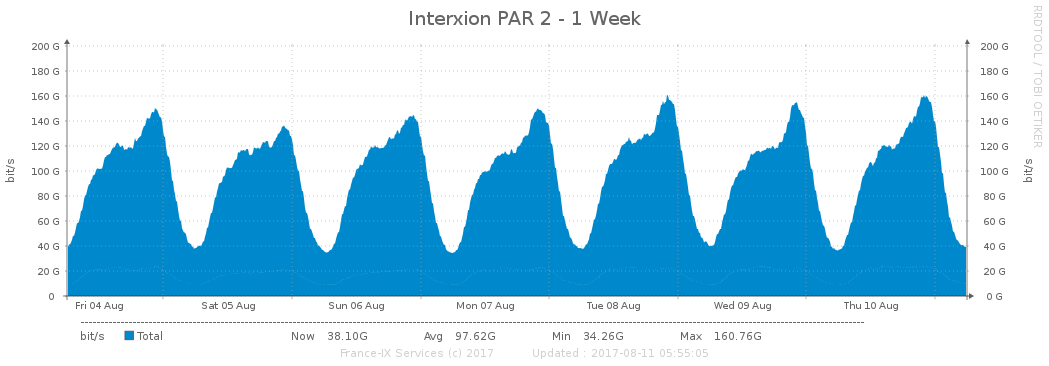 Interxion PAR 2 - 1 Week
RRDTOOL / TOBI OETIKER
200 G 200 G
180 G 180 G
160 G 160 G
140 G 140 G
120 G 120 G
100 G 100 G
80 G 80 G
60 G 60 G
40 G 40 G
20 G 20 G
0 0 G
bit/s bit/s
Fri 04 Aug Sat 05 Aug Sun 06 Aug Mon 07 Aug Tue 08 Aug Wed 09 Aug Thu 10 Aug
bit/s Total Now 38.10G Avg 97.62G Min 34.26G Max 160.76G
France-IX Services (c) 2017 Updated : 2017-08-11 05:55:05